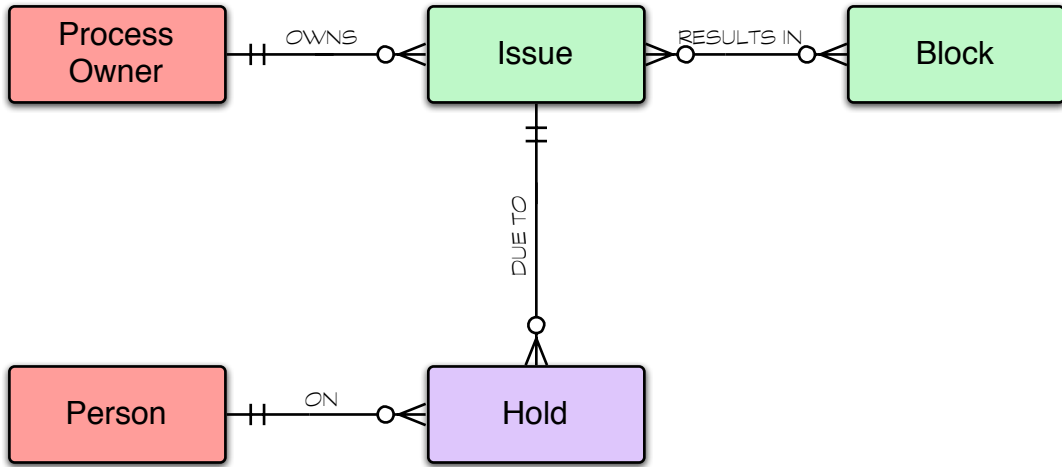 Process
Owner
OWNS
Issue
RESULTS IN
Block
DUE TO
Person
ON
Hold